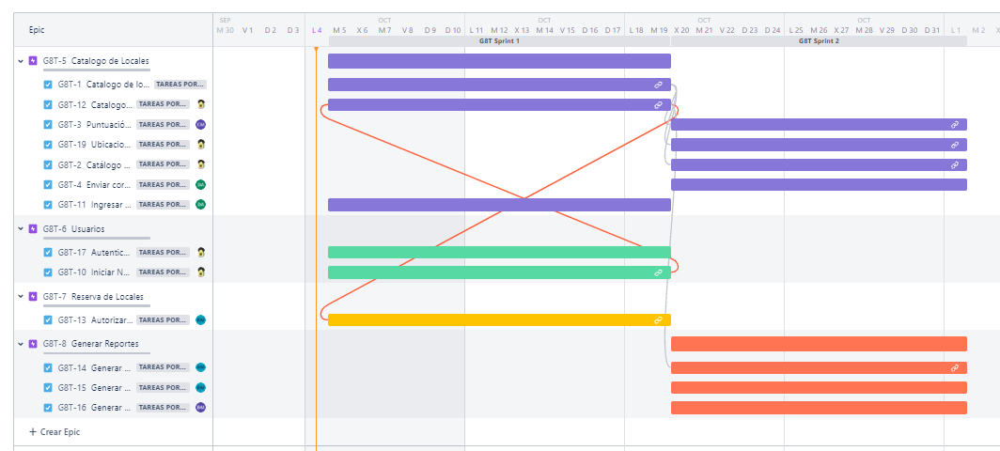 Epic
SEP OCT OCT OCT OCT
M 30 V 1 D 2 D 3 L 4 M 5 X 6 M 7 V 8 D 9 D 10 L 11 M 12 X 13 M 14 V 15 D 16 D 17 L 18 M 19 X 20 M 21 V 22 D 23 D 24 L 25 M 26 X 27 M 28 V 29 D 30 D 31 L 1 M 2
G8T Sprint 1 G8T Sprint 2
G8T-5 Catalogo de Locales
G8T-1 Catalogo de lo... TAREAS POR...
G8T-12 Catalogo... TAREAS POR...
G8T-3 Puntuació... TAREAS POR...
G8T-19 Ubicacio... TAREAS POR...
G8T-2 Catálogo ... TAREAS POR...
G8T-4 Enviar cor... TAREAS POR...
G8T-11 Ingresar ... TAREAS POR...
G8T-6 Usuarios
G8T-17 Autentic... TAREAS POR...
G8T-10 Iniciar N... TAREAS POR...
G8T-7 Reserva de Locales
G8T-13 Autorizar... TAREAS POR...
G8T-8 Generar Reportes
G8T-14 Generar ... TAREAS POR...
G8T-15 Generar ... TAREAS POR...
G8T-16 Generar ... TAREAS POR...
+ Crear Epic